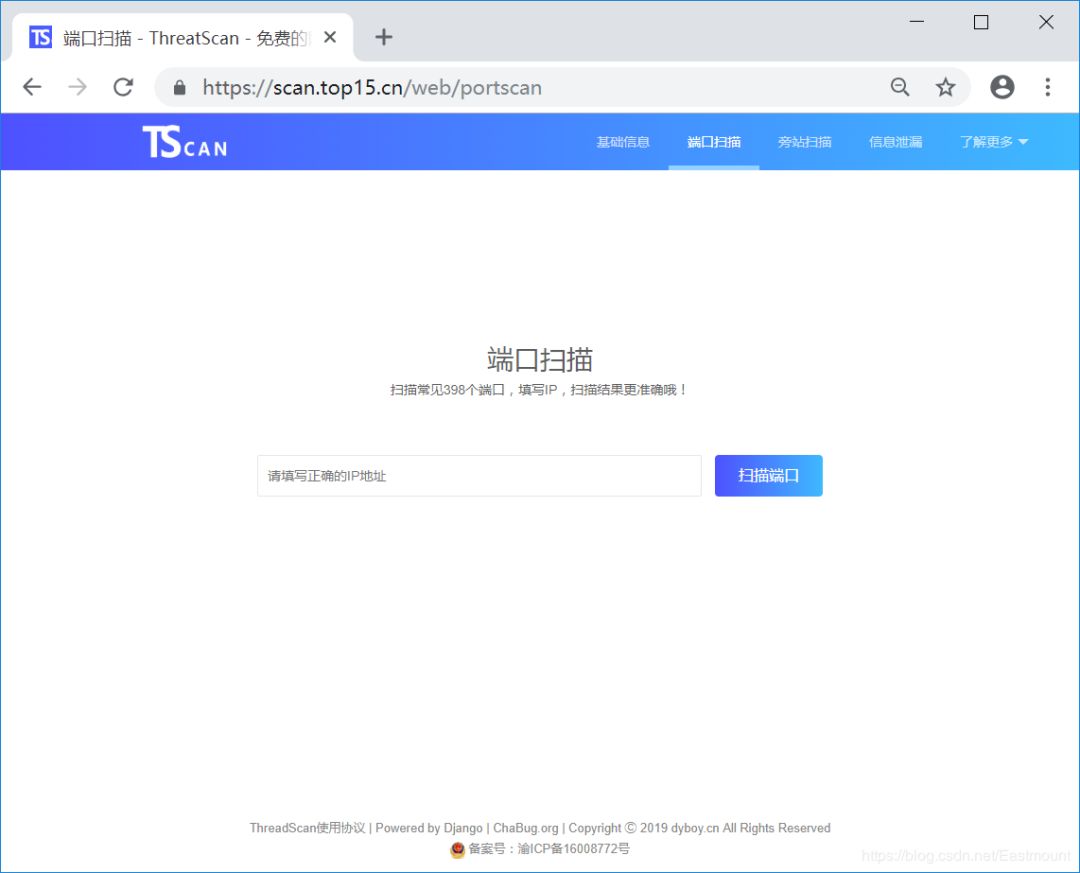 TS 端口扫描 - ThreatScan - 免费的
https://scan.top15.cn/web/portscan
TSCAN 基础信息 端口扫描 旁站扫描 信息泄漏 了解更多
端口扫描
扫描常见398个端口，填写IP，扫描结果更准确哦！
请填写正确的IP地址 扫描端口
ThreadScan使用协议 | Powered by Django | ChaBug.org | Copyright © 2019 dyboy.cn All Rights Reserved
备案号：渝ICP备16008772号
https://blog.csdn.net/Eastmount